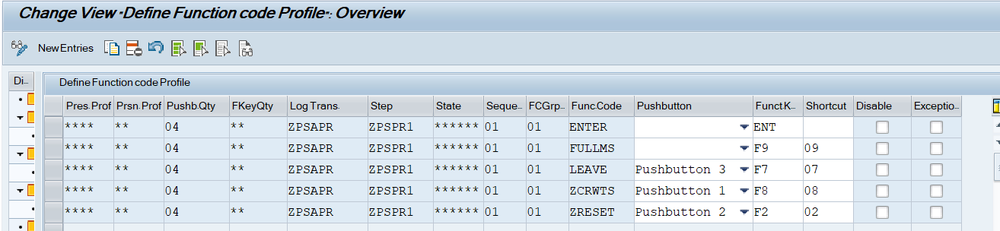 Change View "Define Function code Profile": Overview
New Entries
Di...
Define Function code Profile
Pres. Prof Prsn. Prof Pushb.Qty FKeyQty Log Trans. Step State Seque... FCGrp... Func.Code Pushbutton Funct.K... Shortcut Disable Exceptio...
**** ** 04 ** ZPSAPR ZPSPR1 ****** 01 01 ENTER ENT
**** ** 04 ** ZPSAPR ZPSPR1 ****** 01 01 FULLMS F9 09
**** ** 04 ** ZPSAPR ZPSPR1 ****** 01 01 LEAVE Pushbutton 3 F7 07
**** ** 04 ** ZPSAPR ZPSPR1 ****** 01 01 ZCRWTS Pushbutton 1 F8 08
**** ** 04 ** ZPSAPR ZPSPR1 ****** 01 01 ZRESET Pushbutton 2 F2 02